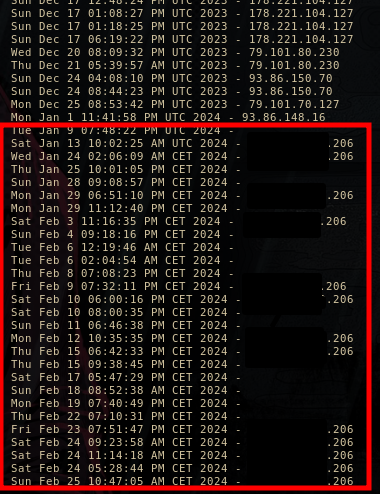 Sun Dec 17 12:48:24 PM UTC 2023 - 178.221.104.127
Sun Dec 17 01:08:27 PM UTC 2023 - 178.221.104.127
Sun Dec 17 01:18:25 PM UTC 2023 - 178.221.104.127
Sun Dec 17 06:19:22 PM UTC 2023 - 178.221.104.127
Wed Dec 20 08:09:32 PM UTC 2023 - 79.101.80.230
Thu Dec 21 05:39:57 AM UTC 2023 - 79.101.80.230
Sun Dec 24 04:08:10 PM UTC 2023 - 93.86.150.70
Sun Dec 24 08:44:23 PM UTC 2023 - 93.86.150.70
Mon Dec 25 08:53:42 PM UTC 2023 - 79.101.70.127
Mon Jan 1 11:41:58 PM UTC 2024 - 93.86.148.16
Tue Jan 9 07:48:22 PM UTC 2024 -
Sat Jan 13 10:02:25 AM UTC 2024 - .206
Wed Jan 24 02:06:09 AM CET 2024 - .206
Thu Jan 25 10:01:05 PM CET 2024 -
Sun Jan 28 09:08:57 PM CET 2024 -
Mon Jan 29 06:51:10 PM CET 2024 - .206
Mon Jan 29 11:12:40 PM CET 2024 -
Sat Feb 3 11:16:35 PM CET 2024 - .206
Sun Feb 4 09:18:16 PM CET 2024 -
Tue Feb 6 12:19:46 AM CET 2024 -
Tue Feb 6 02:04:54 AM CET 2024 -
Thu Feb 8 07:08:23 PM CET 2024 -
Fri Feb 9 07:32:11 PM CET 2024 - .206
Sat Feb 10 06:00:16 PM CET 2024 - .206
Sat Feb 10 08:00:35 PM CET 2024 -
Sun Feb 11 06:46:38 PM CET 2024 -
Mon Feb 12 10:35:35 PM CET 2024 - .206
Thu Feb 15 06:42:33 PM CET 2024 - .206
Thu Feb 15 09:38:45 PM CET 2024 -
Sat Feb 17 05:47:29 PM CET 2024 -
Sun Feb 18 08:52:38 AM CET 2024 -
Mon Feb 19 07:40:49 PM CET 2024 -
Thu Feb 22 07:10:31 PM CET 2024 -
Fri Feb 23 07:51:47 PM CET 2024 - .206
Sat Feb 24 09:23:58 AM CET 2024 - .206
Sat Feb 24 11:14:18 AM CET 2024 - .206
Sat Feb 24 05:28:44 PM CET 2024 - .206
Sun Feb 25 10:47:05 AM CET 2024 - .206